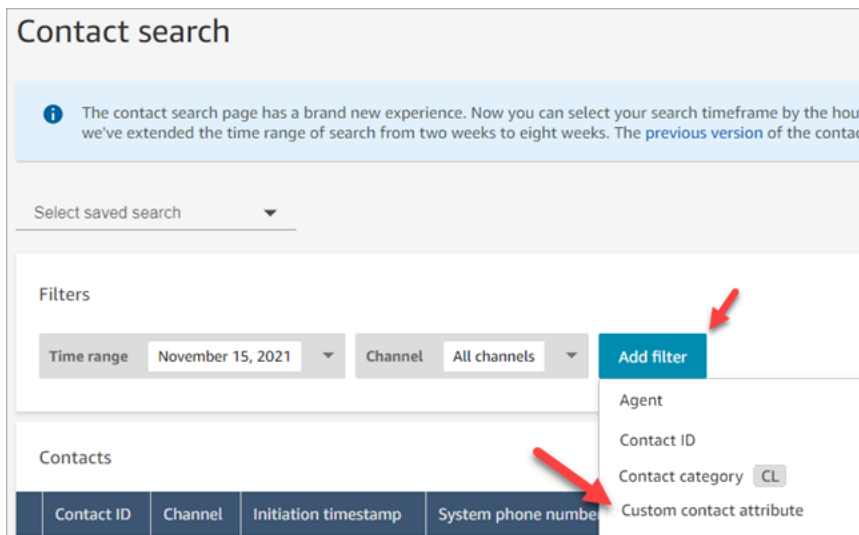 Contact search
The contact search page has a brand new experience. Now you can select your search timeframe by the hou
we've extended the time range of search from two weeks to eight weeks. The previous version of the contac
Select saved search
Filters
Time range November 15, 2021 Channel All channels Add filter
Agent
Contact ID
Contacts
Contact category CL
Custom contact attribute
Contact ID Channel Initiation timestamp System phone number